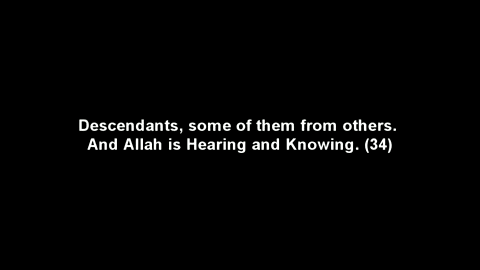 Descendants, some of them from others.
And Allah is Hearing and Knowing. (34)